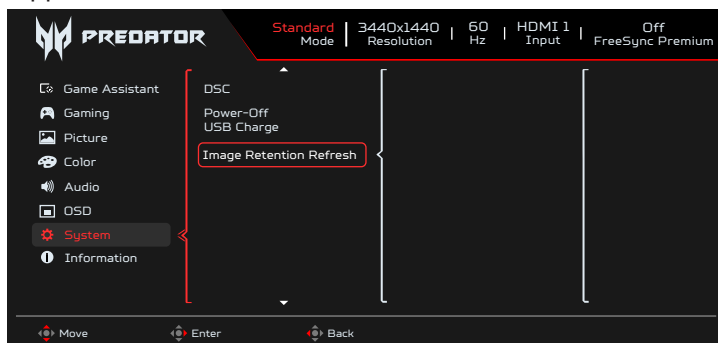 PREDATOR
Standard
Mode
3440x1440
Resolution
60
Hz
HDMI 1
Input
Off
FreeSync Premium
Game Assistant
Gaming
Picture
Color
Audio
OSD
System
Information
DSC
Power-Off
USB Charge
Image Retention Refresh
Move
Enter
Back